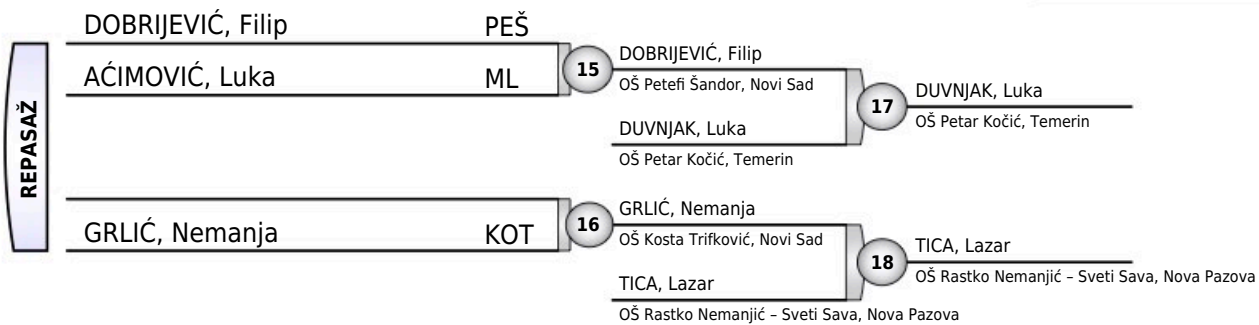 REPASAŽ
DOBRIJEVIĆ, Filip PEŠ
AĆIMOVIĆ, Luka ML
15
DOBRIJEVIĆ, Filip
OŠ Petefi Šandor, Novi Sad
DUVNJAK, Luka
OŠ Petar Kočić, Temerin
17
DUVNJAK, Luka
OŠ Petar Kočić, Temerin
GRLIĆ, Nemanja KOT
16
GRLIĆ, Nemanja
OŠ Kosta Trifković, Novi Sad
TICA, Lazar
OŠ Rastko Nemanjić – Sveti Sava, Nova Pazova
18
TICA, Lazar
OŠ Rastko Nemanjić – Sveti Sava, Nova Pazova